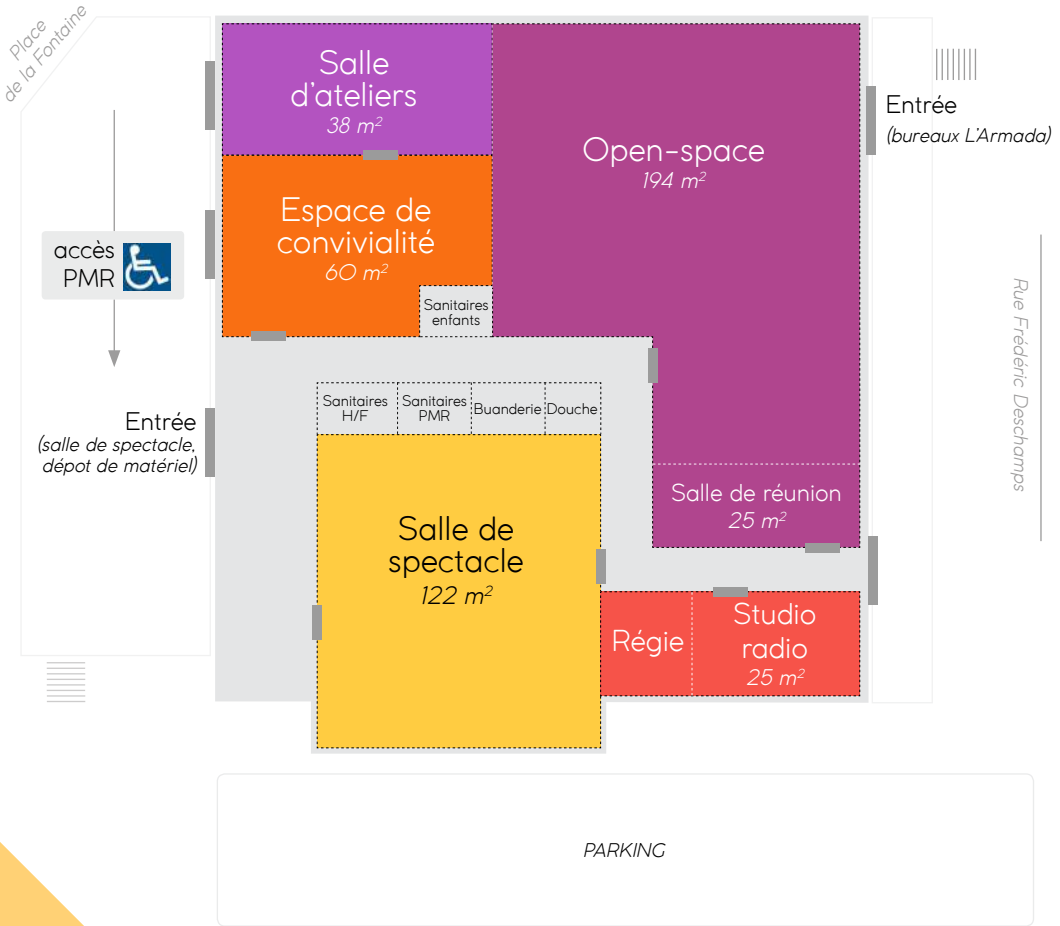 Place
de la Fontaine
Salle
d'ateliers
38 m²
Open-space
194 m²
Entrée
(bureaux L'Armada)
Espace de
convivialité
60 m²
accès
PMR
Sanitaires
enfants
Rue Frédéric Deschamps
Entrée
(salle de spectacle,
dépot de matériel)
Sanitaires
H/F
Sanitaires
PMR
Buanderie
Douche
Salle de réunion
25 m²
Salle de
spectacle
122 m²
Régie
Studio
radio
25 m²
PARKING